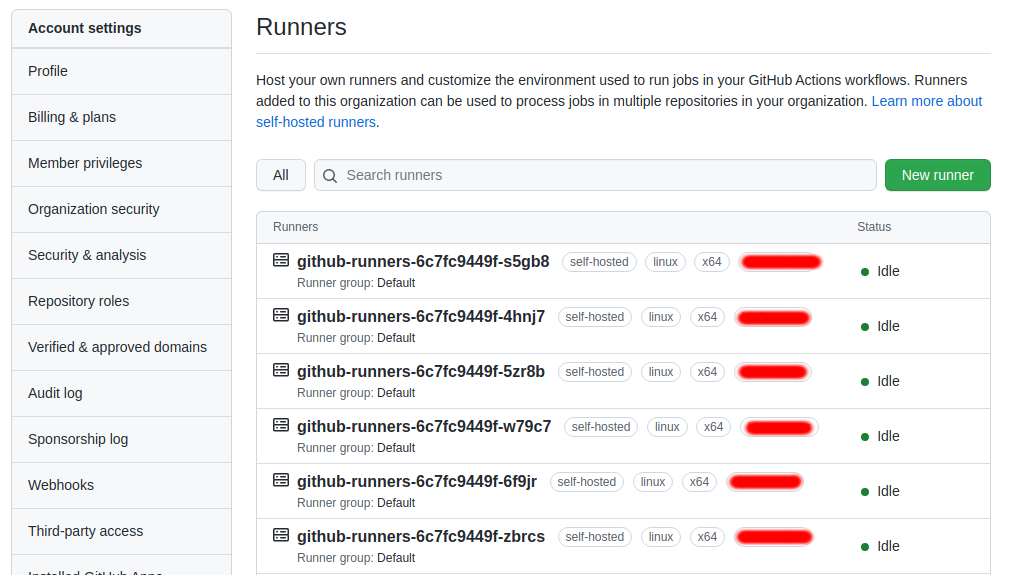 Account settings
Profile
Billing & plans
Member privileges
Organization security
Security & analysis
Repository roles
Verified & approved domains
Audit log
Sponsorship log
Webhooks
Third-party access
Installed GitHub Apps
Runners
Host your own runners and customize the environment used to run jobs in your GitHub Actions workflows. Runners
added to this organization can be used to process jobs in multiple repositories in your organization. Learn more about
self-hosted runners.
All Search runners New runner
Runners Status
github-runners-6c7fc9449f-s5gb8 self-hosted linux x64 Idle
Runner group: Default
github-runners-6c7fc9449f-4hnj7 self-hosted linux x64 Idle
Runner group: Default
github-runners-6c7fc9449f-5zr8b self-hosted linux x64 Idle
Runner group: Default
github-runners-6c7fc9449f-w79c7 self-hosted linux x64 Idle
Runner group: Default
github-runners-6c7fc9449f-6f9jr self-hosted linux x64 Idle
Runner group: Default
github-runners-6c7fc9449f-zbrcs self-hosted linux x64 Idle
Runner group: Default